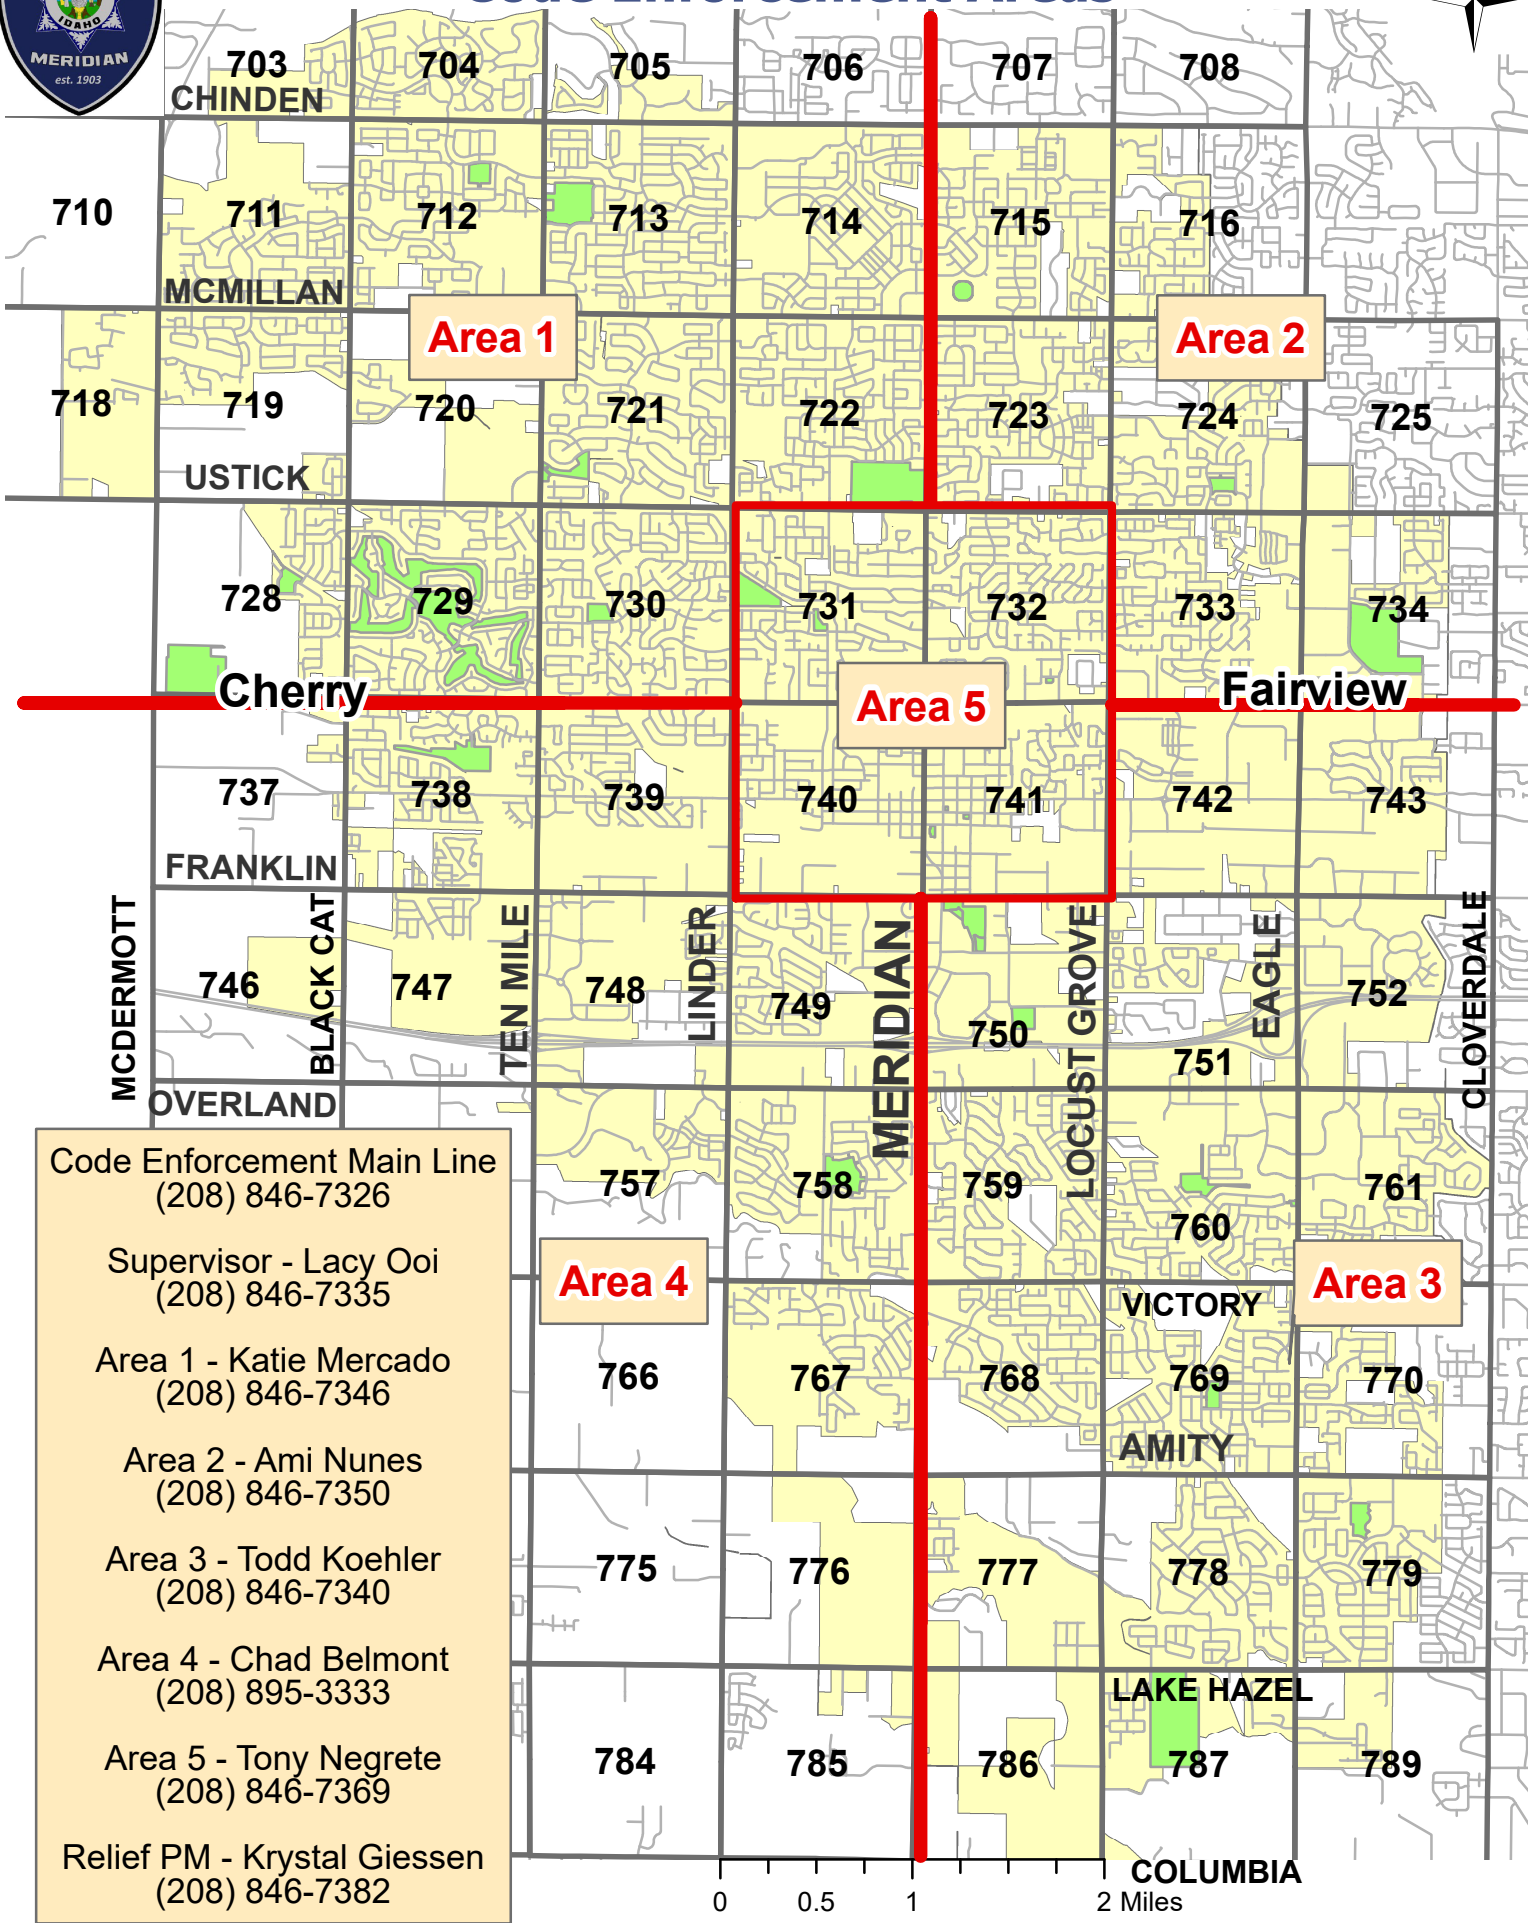 Code Enforcement Areas
IDAHO
MERIDIAN
est. 1903
703
704
705
706
707
708
CHINDEN
710
711
712
713
714
715
716
MCMILLAN
Area 1
Area 2
718
719
720
721
722
723
724
725
USTICK
728
729
730
731
732
733
734
Cherry
Area 5
Fairview
737
738
739
740
741
742
743
FRANKLIN
MCDERMOTT
BLACK CAT
TEN MILE
LINDER
MERIDIAN
LOCUST GROVE
EAGLE
CLOVERDALE
746
747
748
749
750
751
752
OVERLAND
757
758
759
760
761
Area 4
Area 3
VICTORY
766
767
768
769
770
AMITY
775
776
777
778
779
LAKE HAZEL
784
785
786
787
789
COLUMBIA
Code Enforcement Main Line
(208) 846-7326
Supervisor - Lacy Ooi
(208) 846-7335
Area 1 - Katie Mercado
(208) 846-7346
Area 2 - Ami Nunes
(208) 846-7350
Area 3 - Todd Koehler
(208) 846-7340
Area 4 - Chad Belmont
(208) 895-3333
Area 5 - Tony Negrete
(208) 846-7369
Relief PM - Krystal Giessen
(208) 846-7382
0 0.5 1 2 Miles